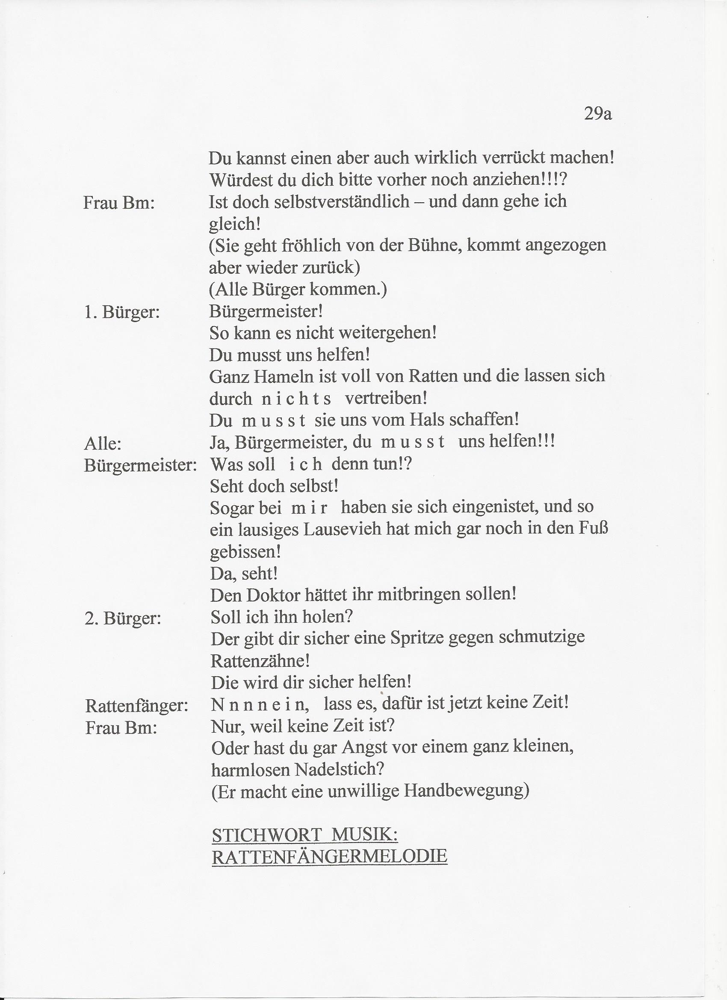 29a
Du kannst einen aber auch wirklich verrückt machen!
Würdest du dich bitte vorher noch anziehen!!!?
Frau Bm: Ist doch selbstverständlich – und dann gehe ich
gleich!
(Sie geht fröhlich von der Bühne, kommt angezogen
aber wieder zurück)
(Alle Bürger kommen.)
1. Bürger: Bürgermeister!
So kann es nicht weitergehen!
Du musst uns helfen!
Ganz Hameln ist voll von Ratten und die lassen sich
durch n i c h t s vertreiben!
Du m u s s t sie uns vom Hals schaffen!
Alle: Ja, Bürgermeister, du m u s s t uns helfen!!!
Bürgermeister: Was soll i c h denn tun!?
Seht doch selbst!
Sogar bei m i r haben sie sich eingenistet, und so
ein lausiges Lausevieh hat mich gar noch in den Fuß
gebissen!
Da, seht!
Den Doktor hättet ihr mitbringen sollen!
2. Bürger: Soll ich ihn holen?
Der gibt dir sicher eine Spritze gegen schmutzige
Rattenzähne!
Die wird dir sicher helfen!
Rattenfänger: N n n n e i n, lass es, dafür ist jetzt keine Zeit!
Frau Bm: Nur, weil keine Zeit ist?
Oder hast du gar Angst vor einem ganz kleinen,
harmlosen Nadelstich?
(Er macht eine unwillige Handbewegung)
STICHWORT MUSIK:
RATTENFÄNGERMELODIE